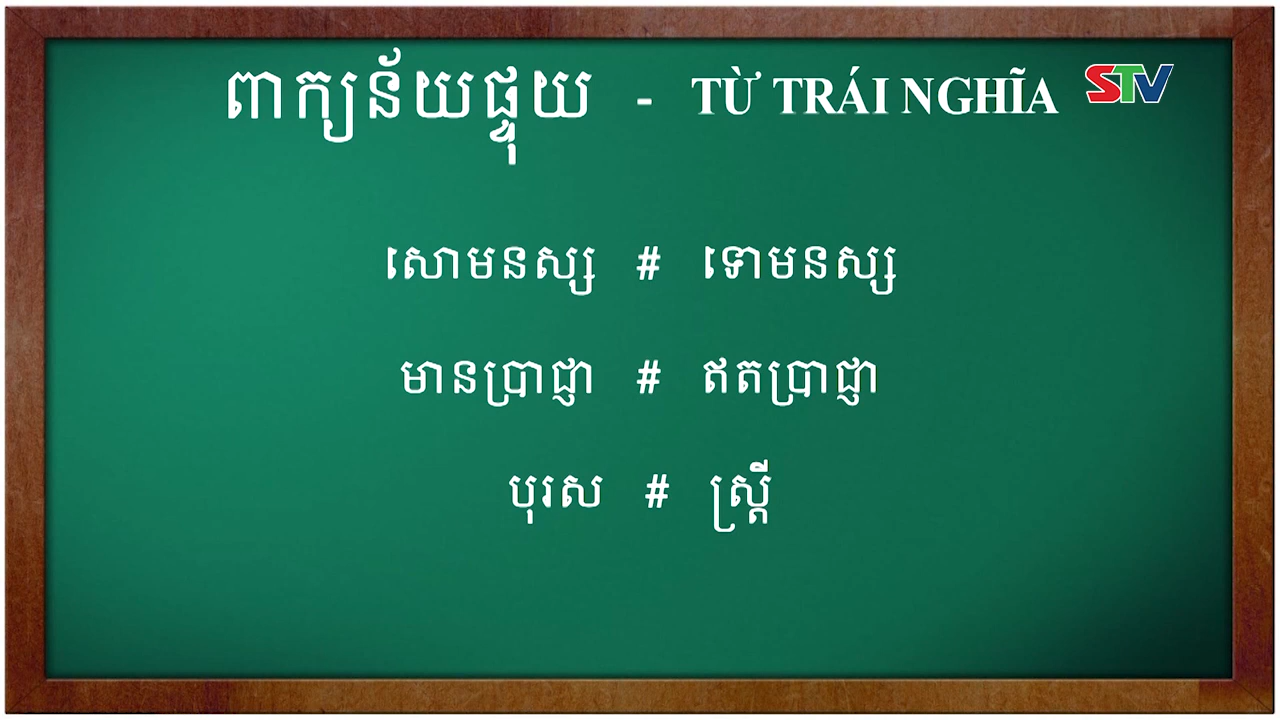 ពាក្យន័យផ្ទុយ - TỪ TRÁI NGHĨA STV
សោមនស្ស # ទោមនស្ស
មានប្រាជ្ញា # ឥតប្រាជ្ញា
បុរស # ស្ត្រី